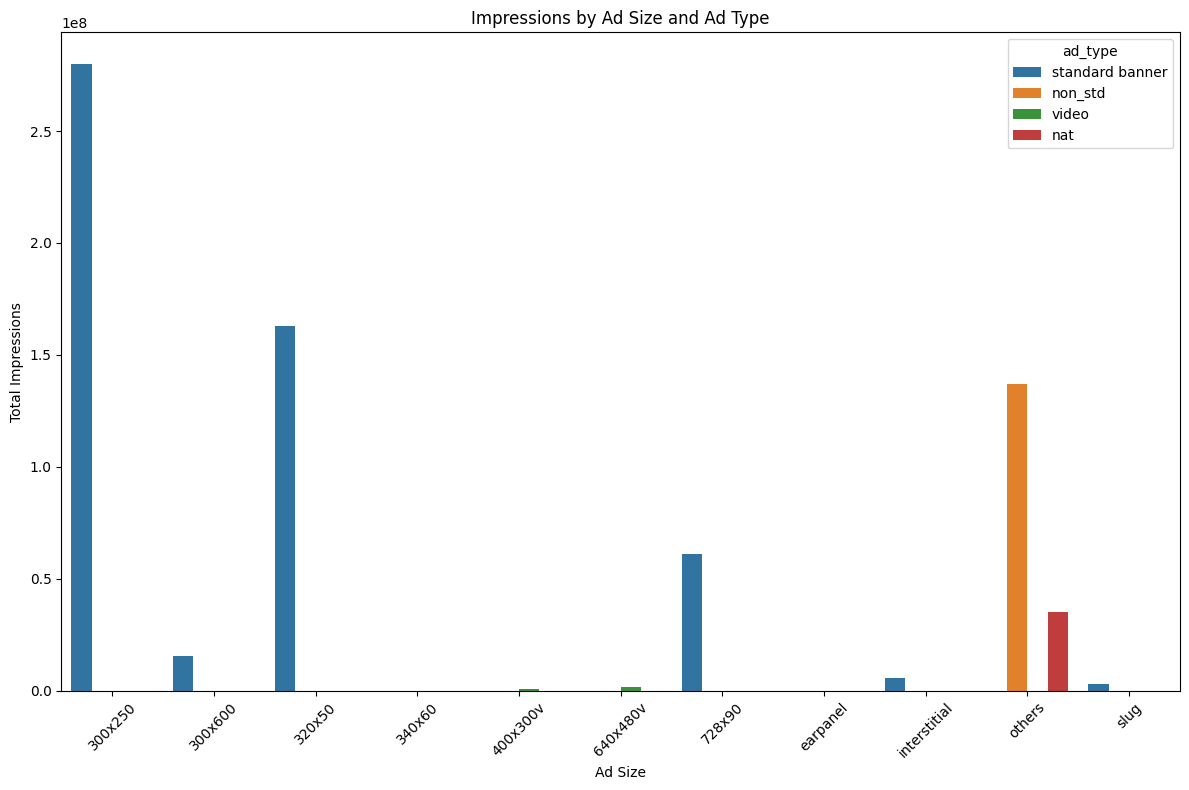 Impressions by Ad Size and Ad Type
1e8
ad_type
standard banner
non_std
video
nat
2.5
2.0
1.5
1.0
0.5
0.0
Total Impressions
300x250
300x600
320x50
340x60
400x300v
640x480v
728x90
earpanel
interstitial
others
slug
Ad Size